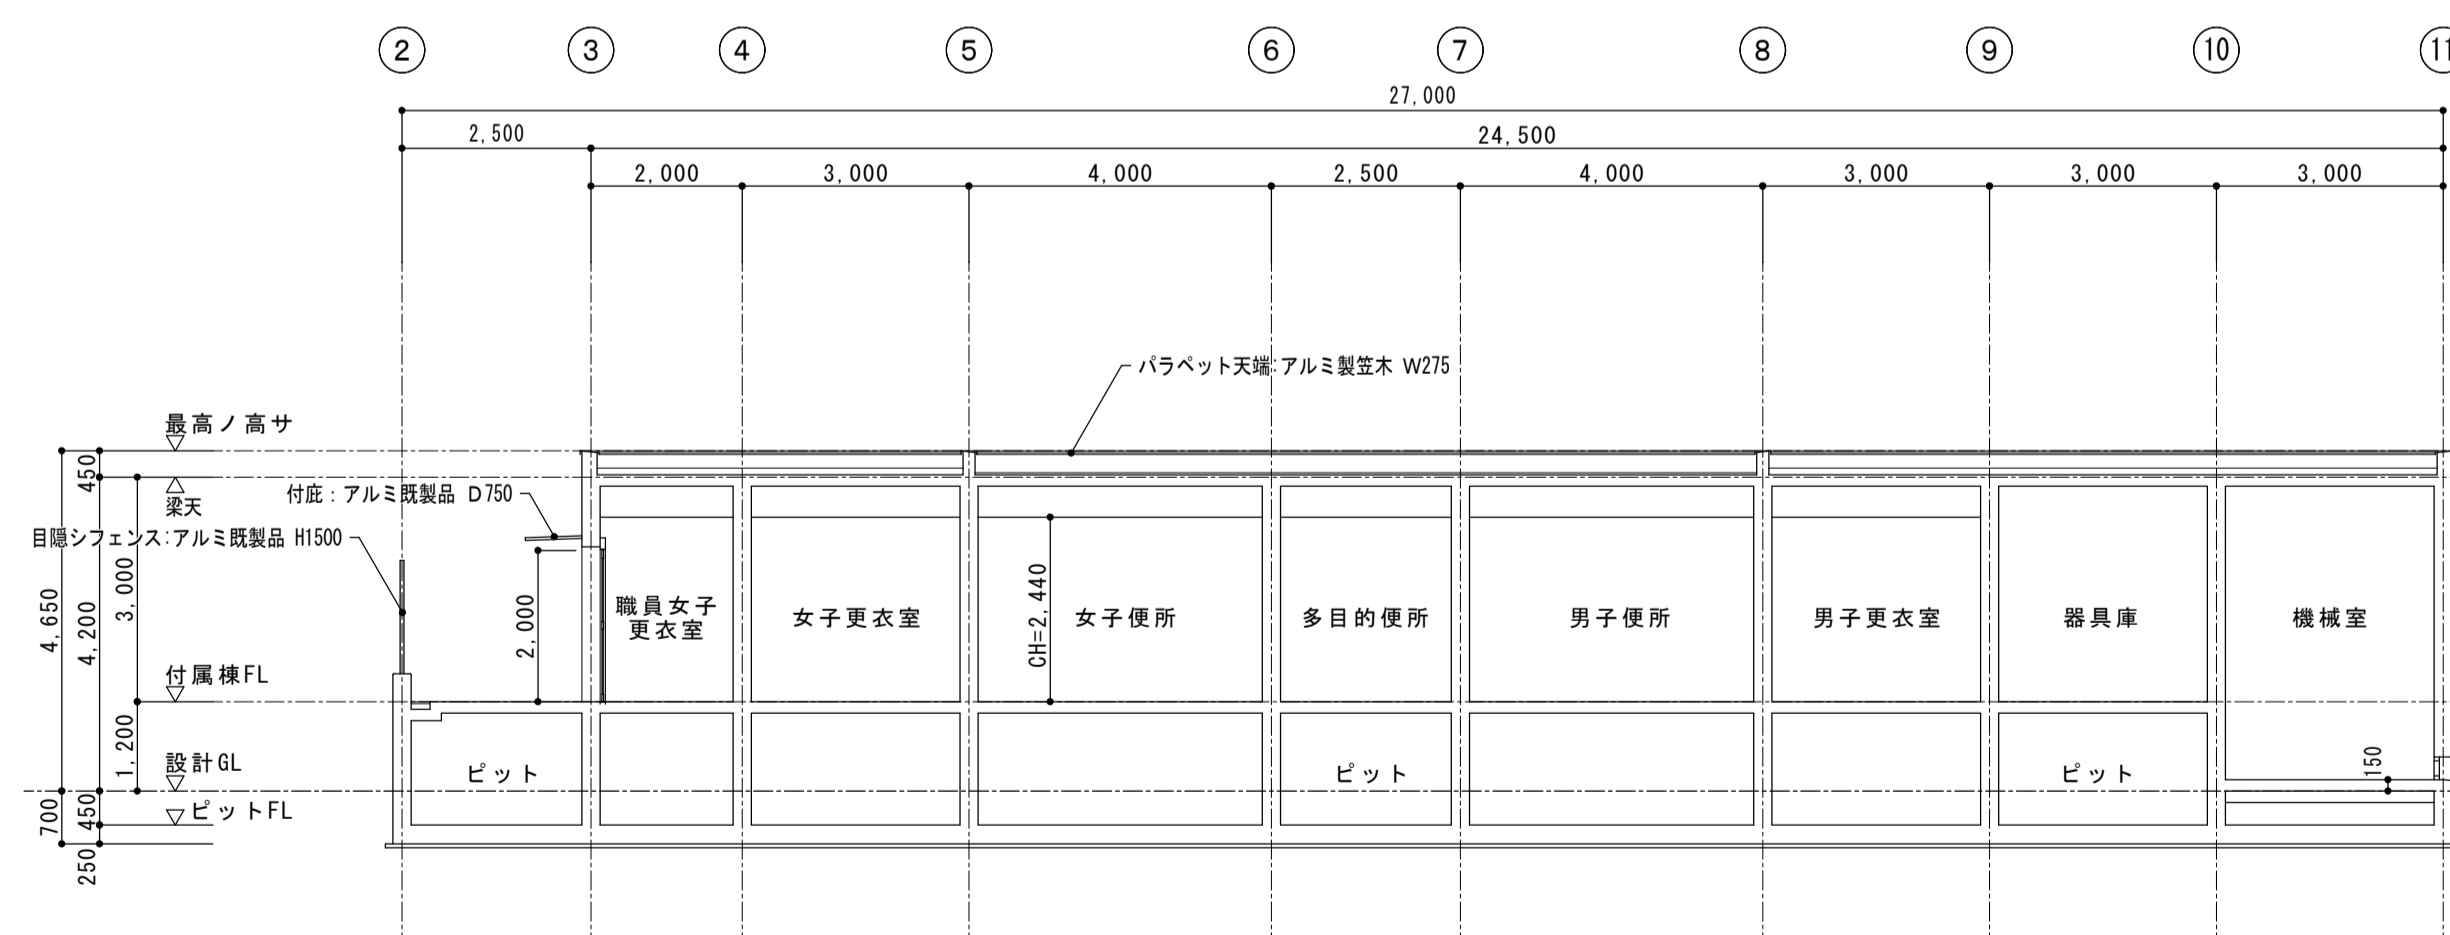 2 3 4 5 6 7 8 9 10 11
27,000
2,500 24,500
2,000 3,000 4,000 2,500 4,000 3,000 3,000 3,000
パラペット天端:アルミ製笠木 W275
最高ノ高サ
450
梁天
付庇：アルミ既製品 D750
目隠シフェンス:アルミ既製品 H1500
4,650
4,200
3,000
2,000
CH=2,440
職員女子
更衣室
女子更衣室
女子便所
多目的便所
男子便所
男子更衣室
器具庫
機械室
付属棟FL
1,200
設計GL
ピット
ピット
ピット
150
ピットFL
700
450
250